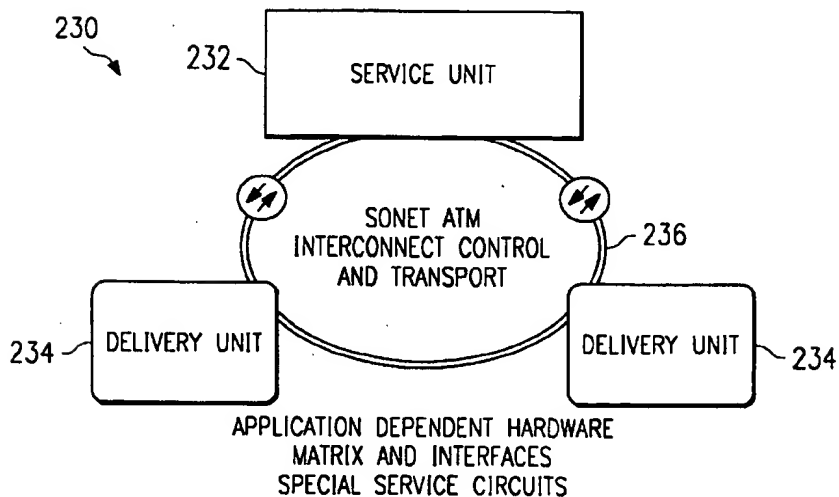 230
232
SERVICE UNIT
SONET ATM
INTERCONNECT CONTROL
AND TRANSPORT
236
234
DELIVERY UNIT
DELIVERY UNIT
234
APPLICATION DEPENDENT HARDWARE
MATRIX AND INTERFACES
SPECIAL SERVICE CIRCUITS